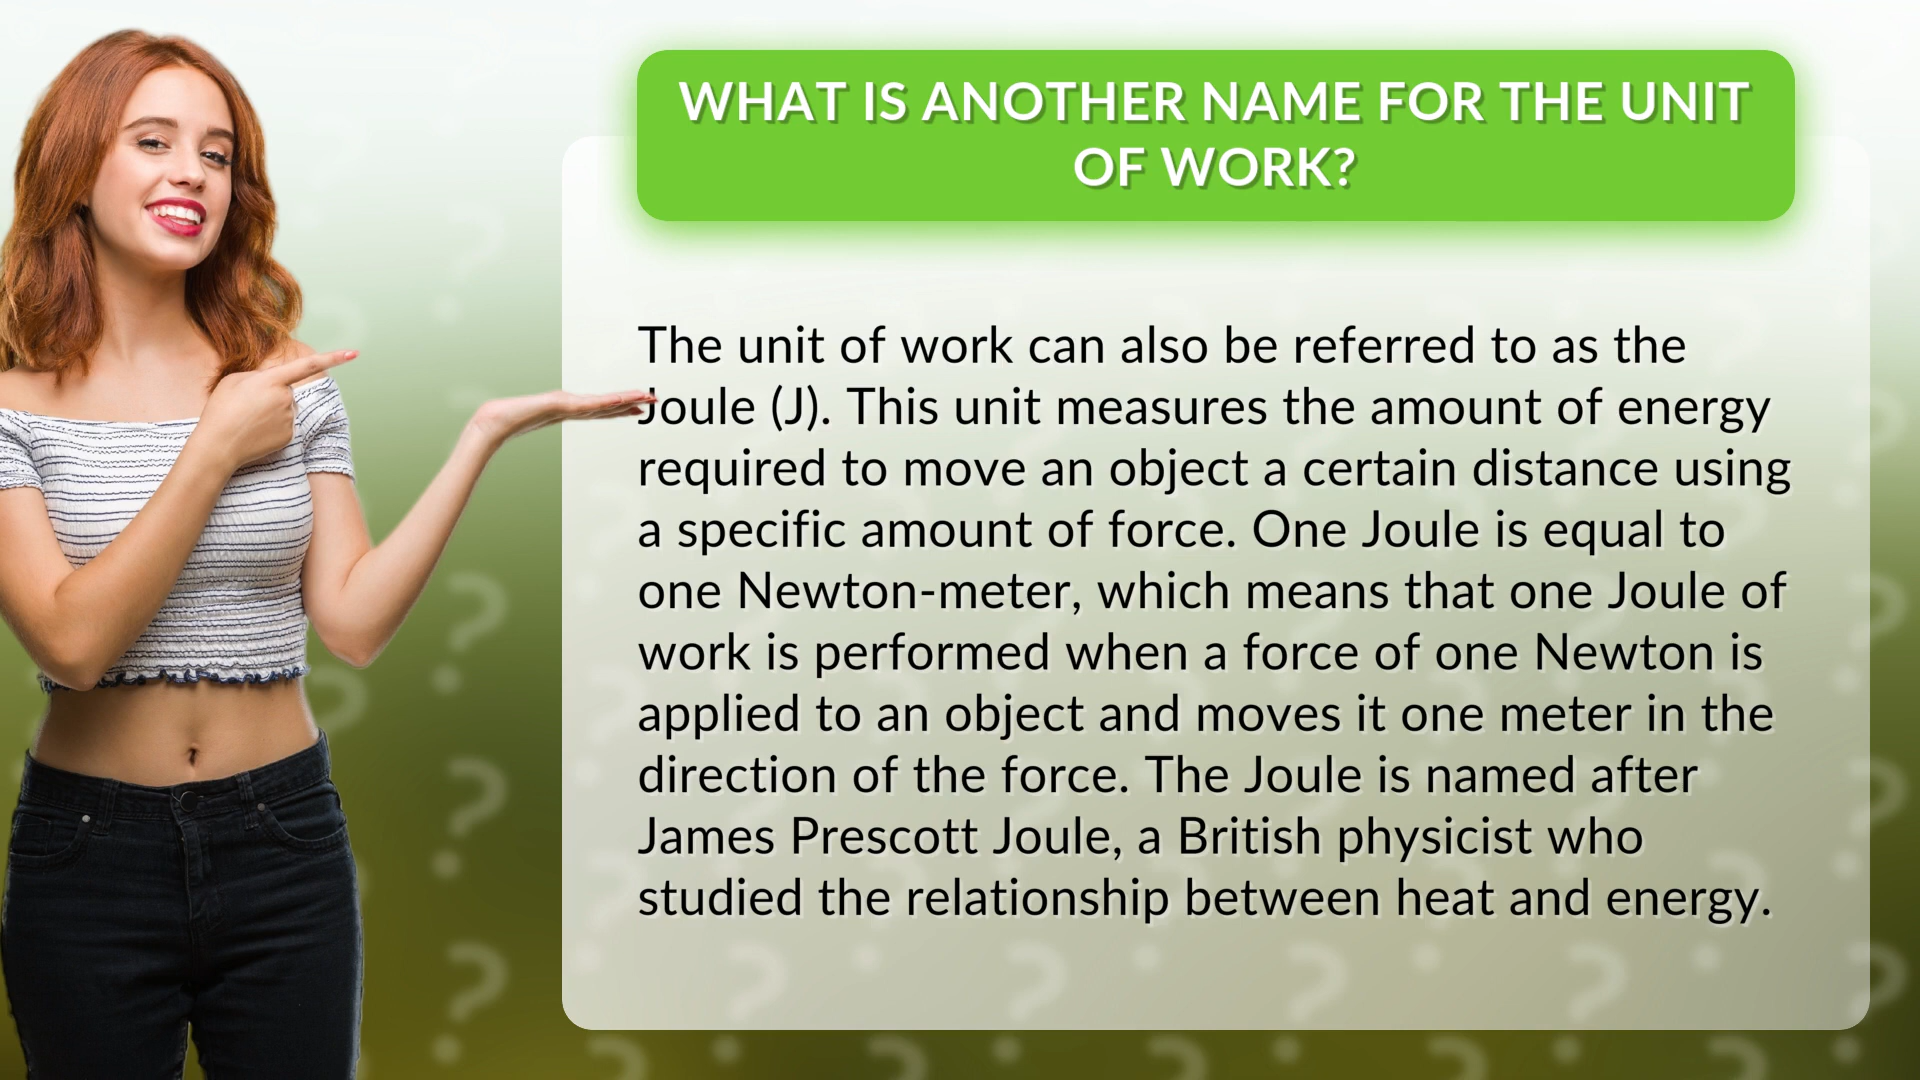 WHAT IS ANOTHER NAME FOR THE UNIT
OF WORK?
The unit of work can also be referred to as the
Joule (J). This unit measures the amount of energy
required to move an object a certain distance using
a specific amount of force. One Joule is equal to
one Newton-meter, which means that one Joule of
work is performed when a force of one Newton is
applied to an object and moves it one meter in the
direction of the force. The Joule is named after
James Prescott Joule, a British physicist who
studied the relationship between heat and energy.